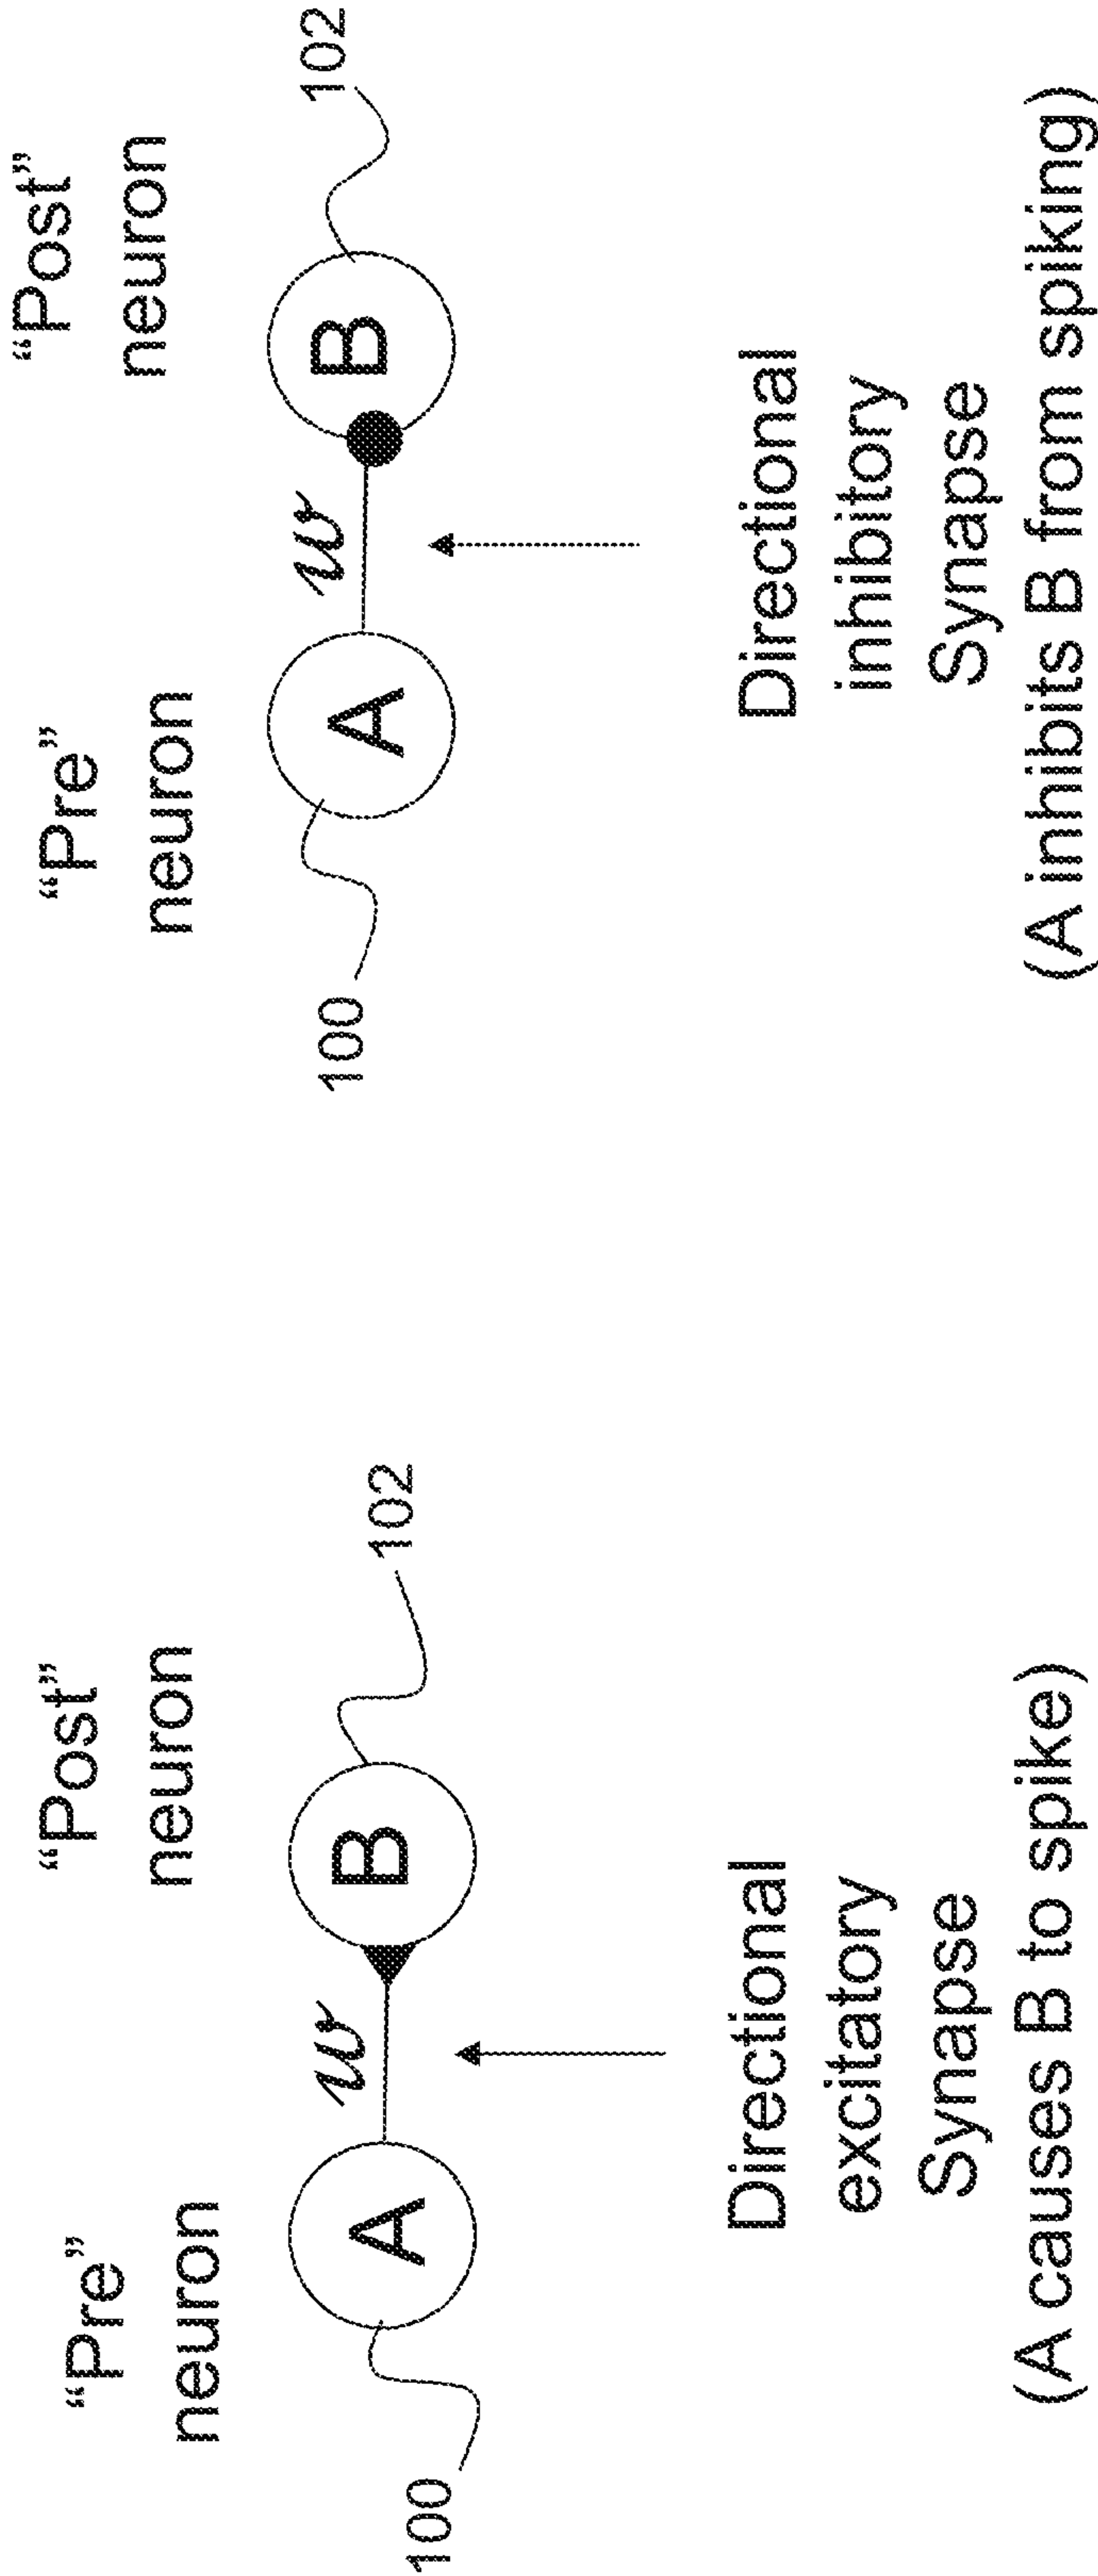 “Pre”
neuron
“Post”
neuron
100
A
w
B
102
Directional
excitatory
Synapse
(A causes B to spike)
“Pre”
neuron
“Post”
neuron
100
A
w
B
102
Directional
inhibitory
Synapse
(A inhibits B from spiking)